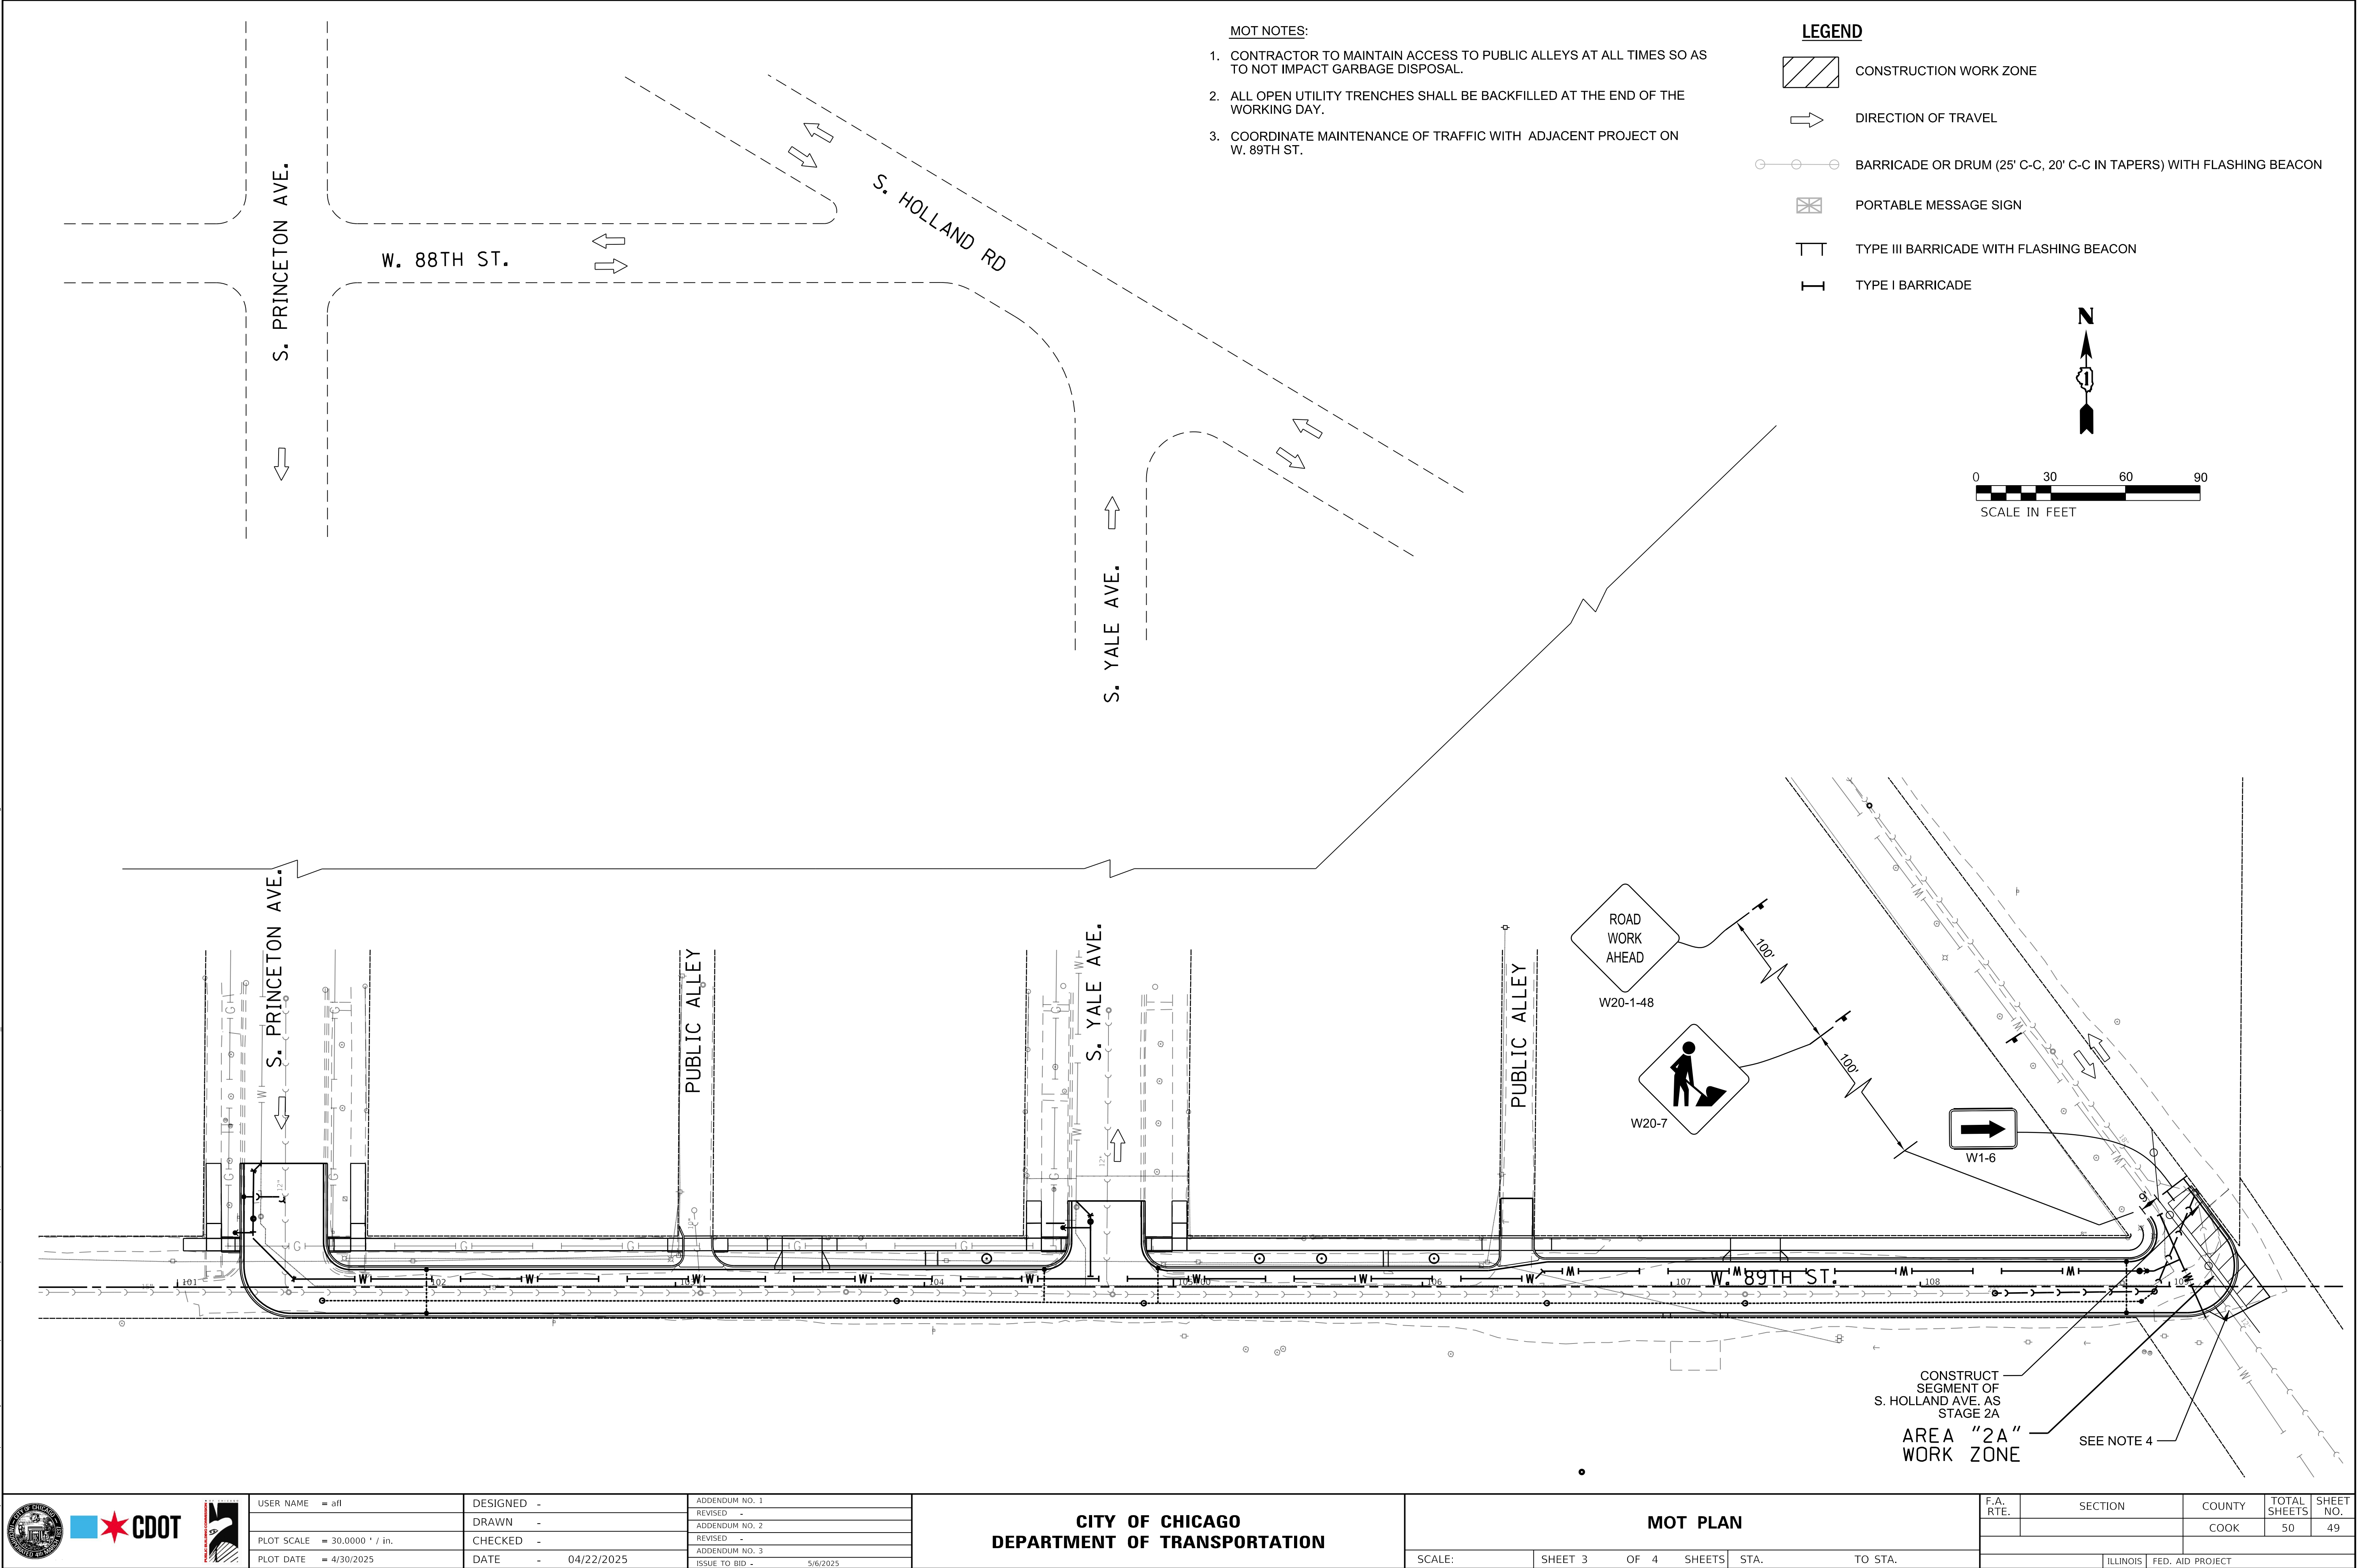 MOT NOTES:
1. CONTRACTOR TO MAINTAIN ACCESS TO PUBLIC ALLEYS AT ALL TIMES SO AS
TO NOT IMPACT GARBAGE DISPOSAL.
2. ALL OPEN UTILITY TRENCHES SHALL BE BACKFILLED AT THE END OF THE
WORKING DAY.
3. COORDINATE MAINTENANCE OF TRAFFIC WITH ADJACENT PROJECT ON
W. 89TH ST.
LEGEND
CONSTRUCTION WORK ZONE
DIRECTION OF TRAVEL
BARRICADE OR DRUM (25' C-C, 20' C-C IN TAPERS) WITH FLASHING BEACON
PORTABLE MESSAGE SIGN
TYPE III BARRICADE WITH FLASHING BEACON
TYPE I BARRICADE
N
0 30 60 90
SCALE IN FEET
S. PRINCETON AVE.
W. 88TH ST.
S. HOLLAND RD
S. YALE AVE.
S. PRINCETON AVE.
PUBLIC ALLEY
S. YALE AVE.
PUBLIC ALLEY
ROAD
WORK
AHEAD
W20-1-48
100'
W20-7
100'
W1-6
9'
101
102
104
106
107
W. 89TH ST.
108
CONSTRUCT
SEGMENT OF
S. HOLLAND AVE. AS
STAGE 2A
AREA "2A"
WORK ZONE
SEE NOTE 4
CITY OF CHICAGO
CDOT
USER NAME = afl
PLOT SCALE = 30.0000 ' / in.
PLOT DATE = 4/30/2025
DESIGNED -
DRAWN -
CHECKED -
DATE - 04/22/2025
ADDENDUM NO. 1
REVISED -
ADDENDUM NO. 2
REVISED -
ADDENDUM NO. 3
ISSUE TO BID - 5/6/2025
CITY OF CHICAGO
DEPARTMENT OF TRANSPORTATION
MOT PLAN
SCALE: SHEET 3 OF 4 SHEETS STA. TO STA.
F.A. RTE. SECTION COUNTY TOTAL SHEETS SHEET NO.
COOK 50 49
ILLINOIS FED. AID PROJECT